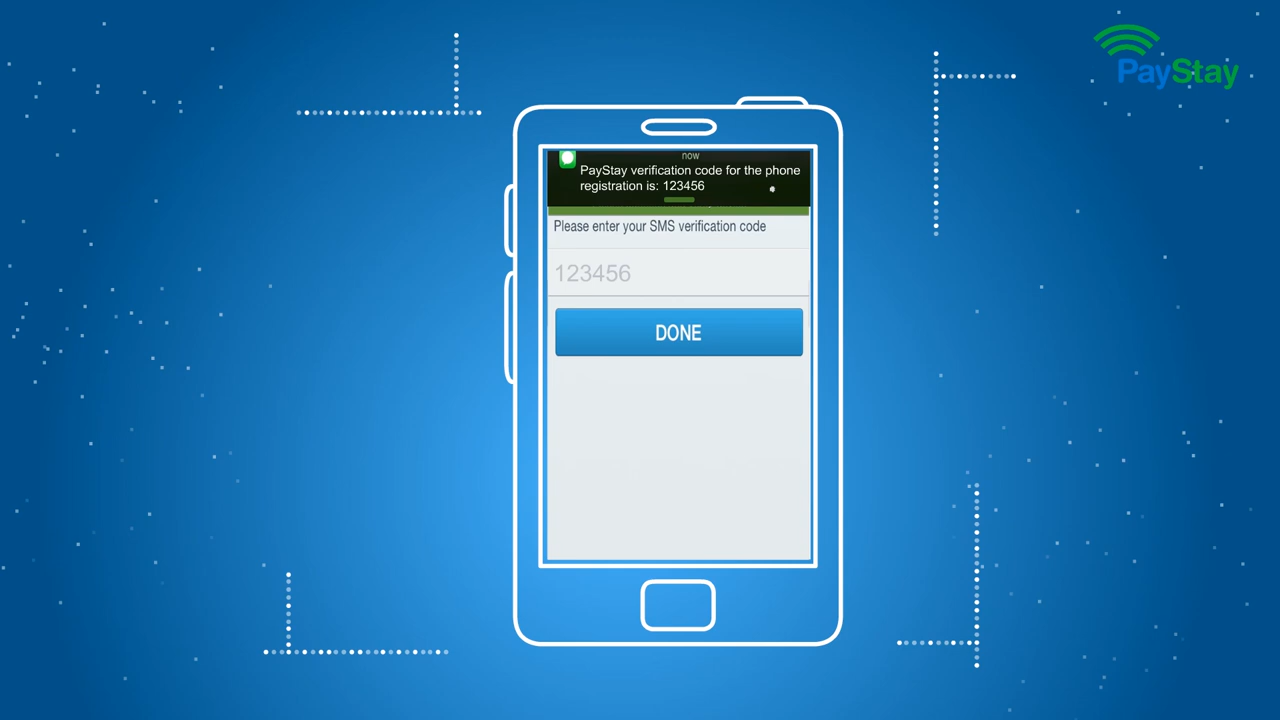 PayStay
now
PayStay verification code for the phone
registration is: 123456
Please enter your SMS verification code
123456
DONE